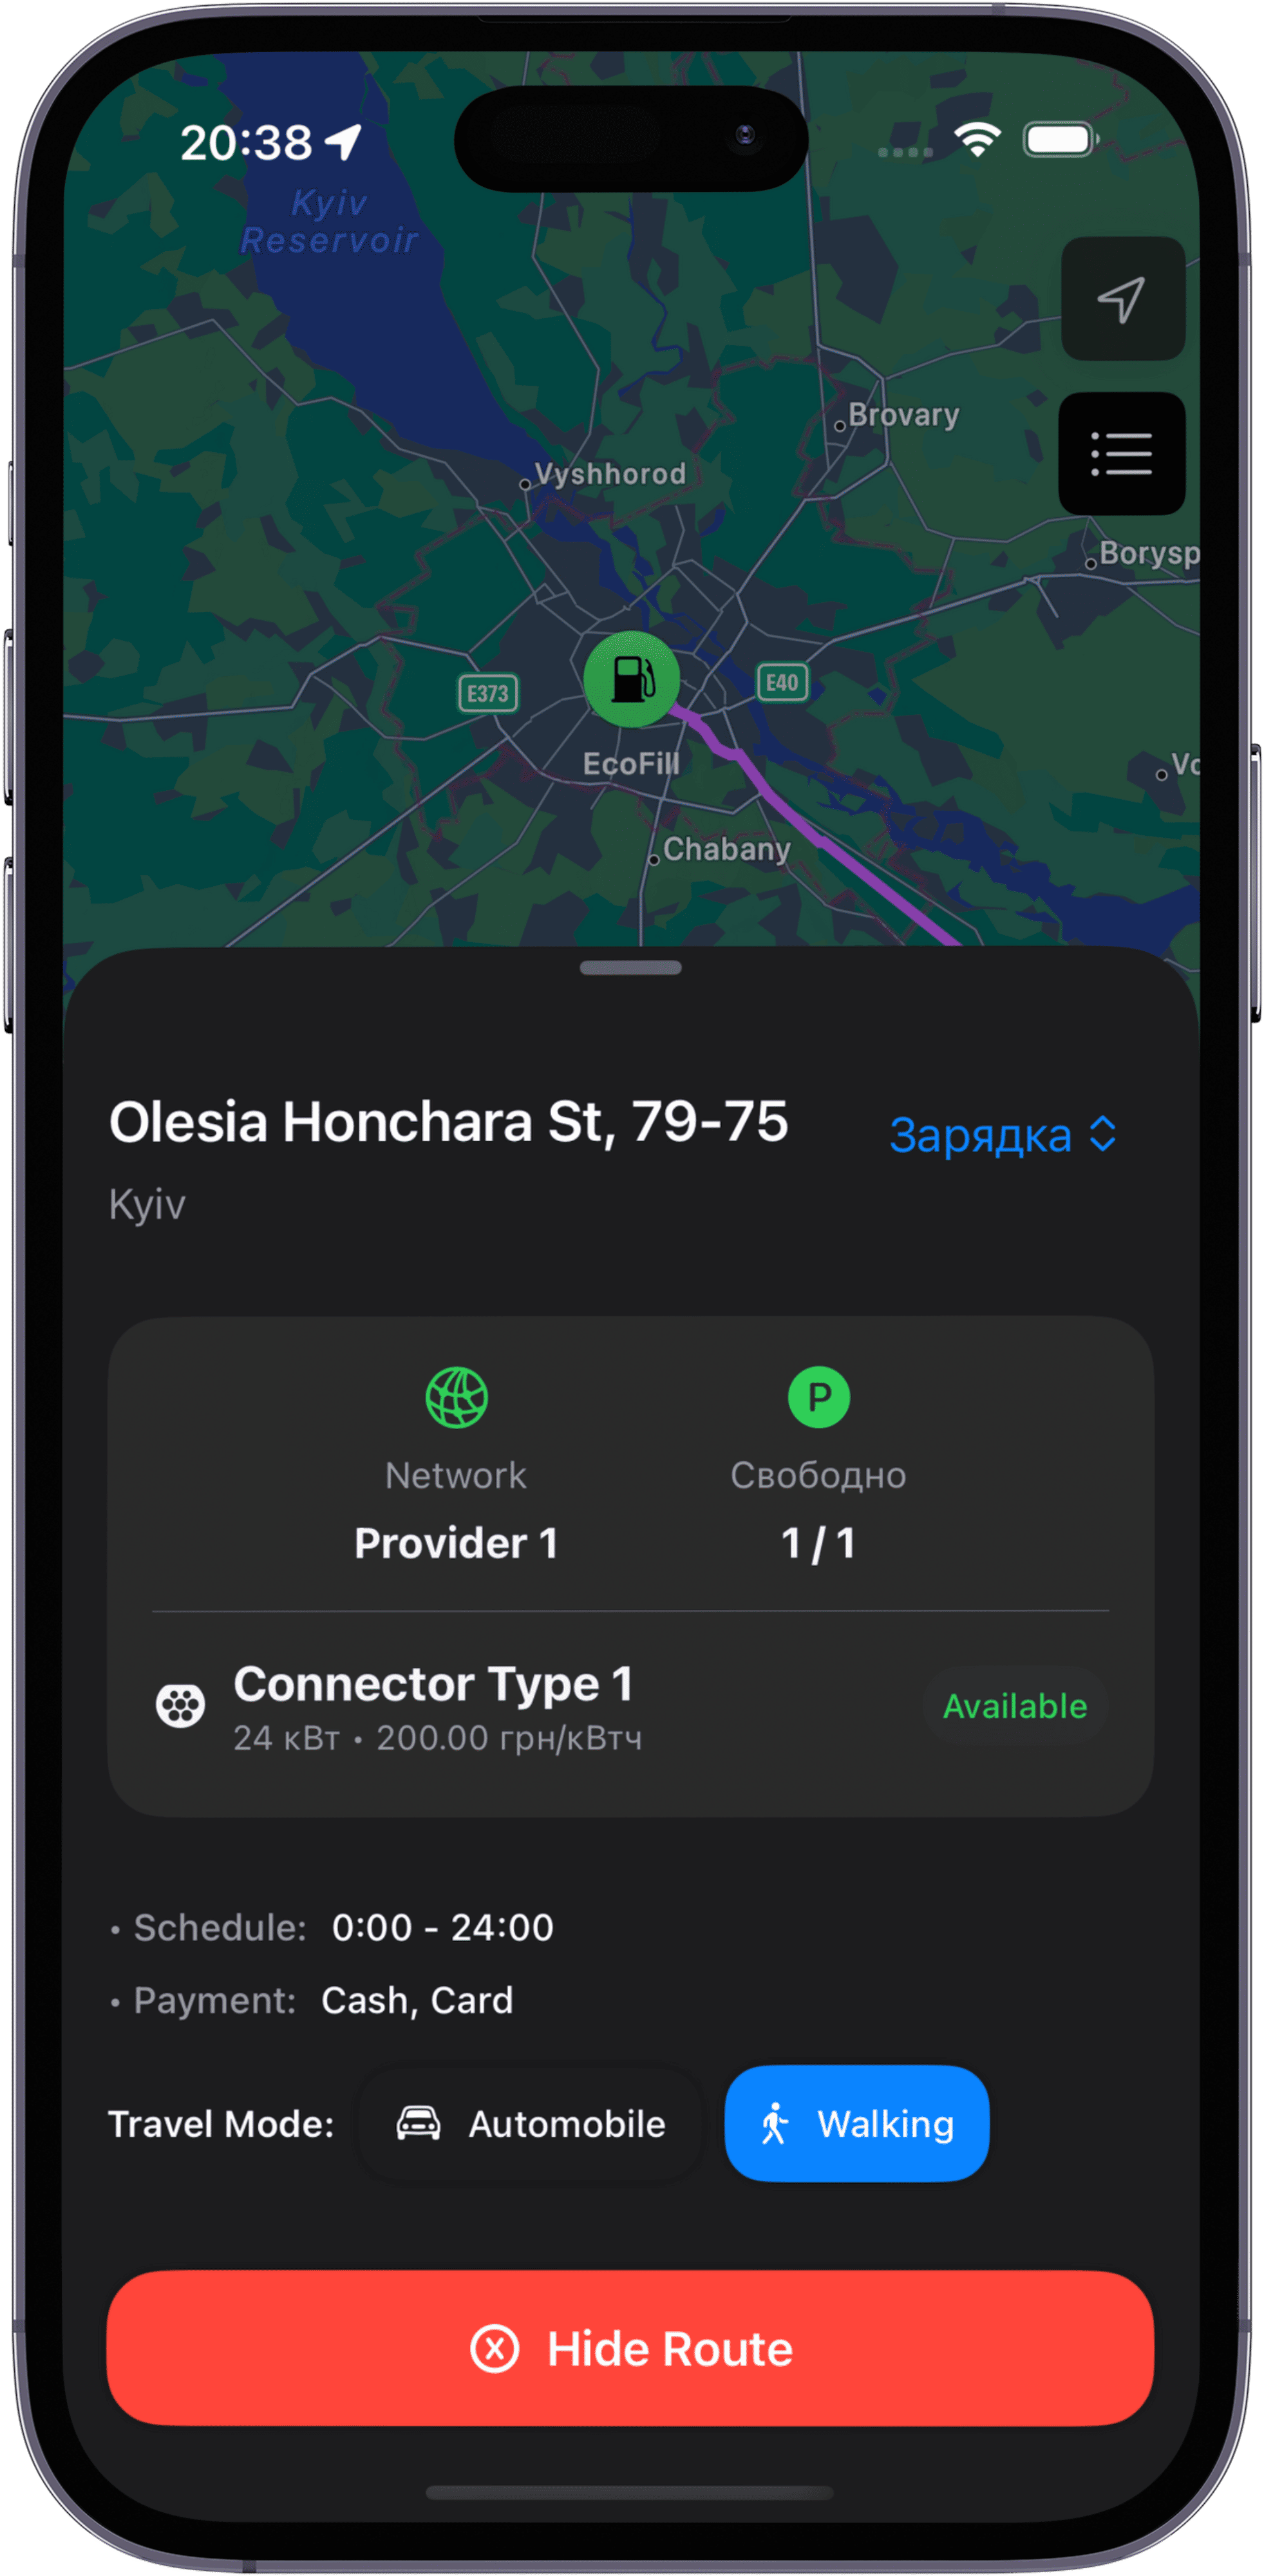 20:38
Kyiv
Reservoir
Brovary
Vyshhorod
Borysp
E373
E40
EcoFill
Vo
Chabany
Olesia Honchara St, 79-75
Зарядка
Kyiv
P
Network
Свободно
Provider 1
1 / 1
Connector Type 1
Available
24 кВт • 200.00 грн/кВтч
• Schedule: 0:00 - 24:00
• Payment: Cash, Card
Travel Mode: Automobile Walking
Hide Route